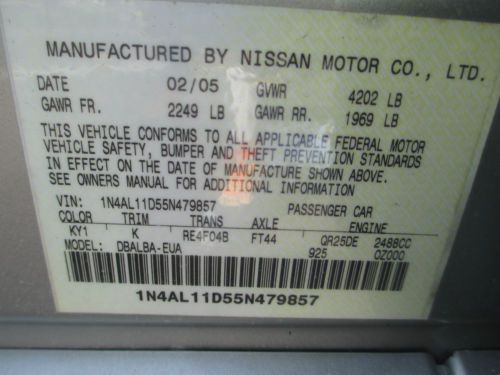 MANUFACTURED BY NISSAN MOTOR CO., LTD.
DATE 02/05 GVWR 4202 LB
GAWR FR. 2249 LB GAWR RR. 1969 LB
THIS VEHICLE CONFORMS TO ALL APPLICABLE FEDERAL MOTOR
VEHICLE SAFETY, BUMPER AND THEFT PREVENTION STANDARDS
IN EFFECT ON THE DATE OF MANUFACTURE SHOWN ABOVE.
SEE OWNERS MANUAL FOR ADDITIONAL INFORMATION
VIN: 1N4AL11D55N479857 PASSENGER CAR
COLOR TRIM TRANS AXLE ENGINE
KY1 K RE4F04B FT44 QR25DE 2488CC
MODEL: DBALBA-EUA 925 0Z000
1N4AL11D55N479857